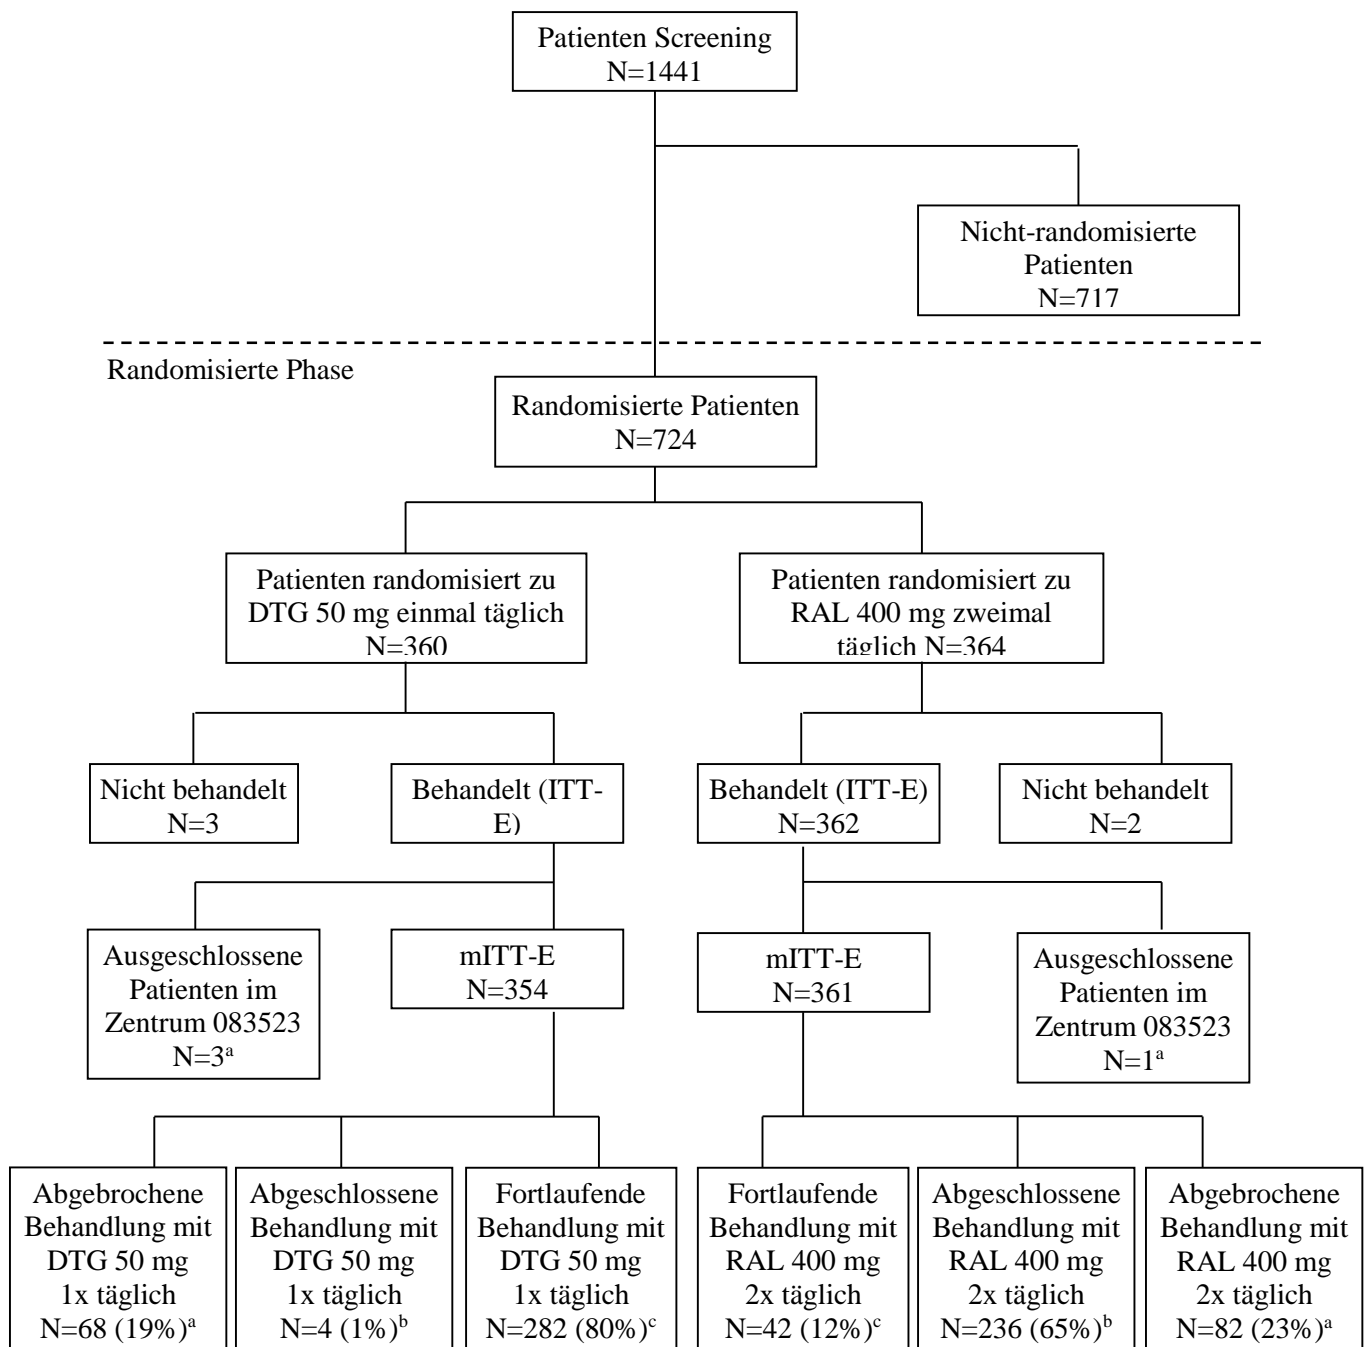 Patienten Screening
N=1441
Nicht-randomisierte
Patienten
N=717
Randomisierte Phase
Randomisierte Patienten
N=724
Patienten randomisiert zu
DTG 50 mg einmal täglich
N=360
Patienten randomisiert zu
RAL 400 mg zweimal
täglich N=364
Nicht behandelt
N=3
Behandelt (ITT-
E)
Behandelt (ITT-E)
N=362
Nicht behandelt
N=2
Ausgeschlossene
Patienten im
Zentrum 083523
N=3ᵃ
mITT-E
N=354
mITT-E
N=361
Ausgeschlossene
Patienten im
Zentrum 083523
N=1ᵃ
Abgebrochene
Behandlung mit
DTG 50 mg
1x täglich
N=68 (19%)ᵃ
Abgeschlossene
Behandlung mit
DTG 50 mg
1x täglich
N=4 (1%)ᵇ
Fortlaufende
Behandlung mit
DTG 50 mg
1x täglich
N=282 (80%)ᶜ
Fortlaufende
Behandlung mit
RAL 400 mg
2x täglich
N=42 (12%)ᶜ
Abgeschlossene
Behandlung mit
RAL 400 mg
2x täglich
N=236 (65%)ᵇ
Abgebrochene
Behandlung mit
RAL 400 mg
2x täglich
N=82 (23%)ᵃ